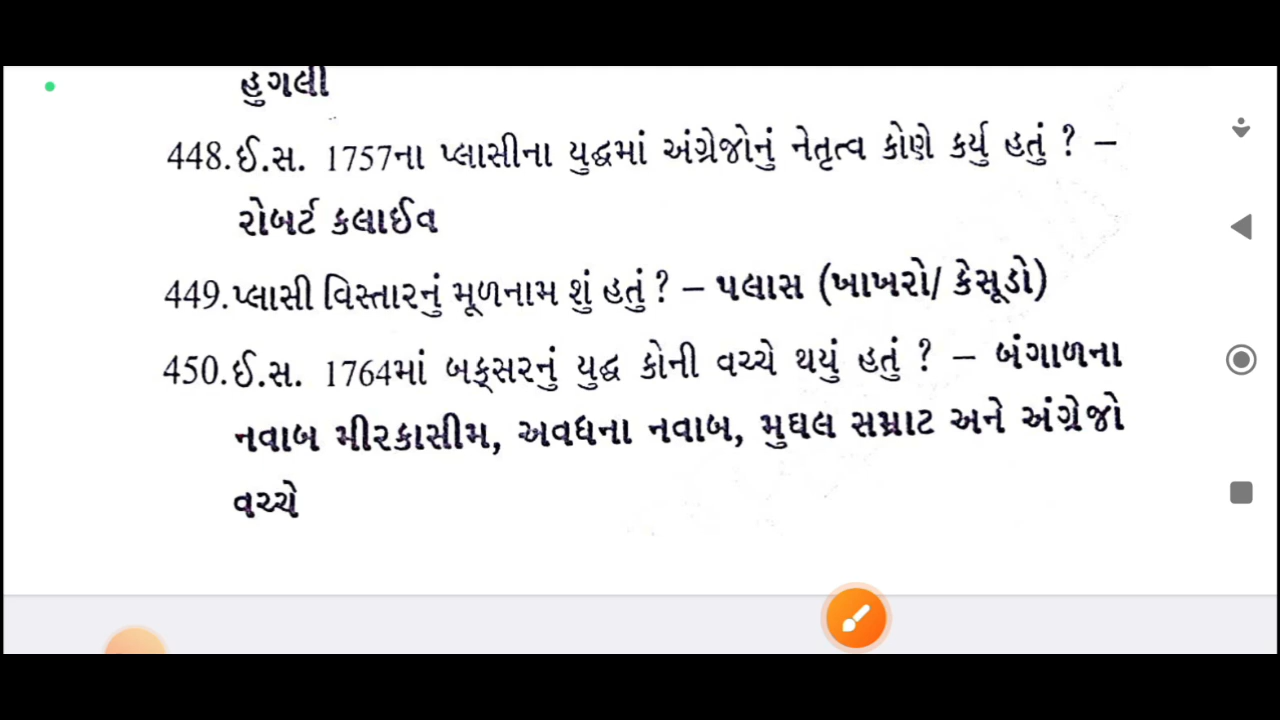 હુગલી
448. ઈ.સ. 1757ના પ્લાસીના યુદ્ધમાં અંગ્રેજોનું નેતૃત્વ કોણે કર્યુ હતું ? –
રોબર્ટ કલાઈવ
449. પ્લાસી વિસ્તારનું મૂળનામ શું હતું ? – પલાસ (ખાખરો/ કેસૂડો)
450. ઈ.સ. 1764માં બક્સરનું યુદ્ધ કોની વચ્ચે થયું હતું ? – બંગાળના
નવાબ મીરકાસીમ, અવધના નવાબ, મુઘલ સમ્રાટ અને અંગ્રેજો
વચ્ચે